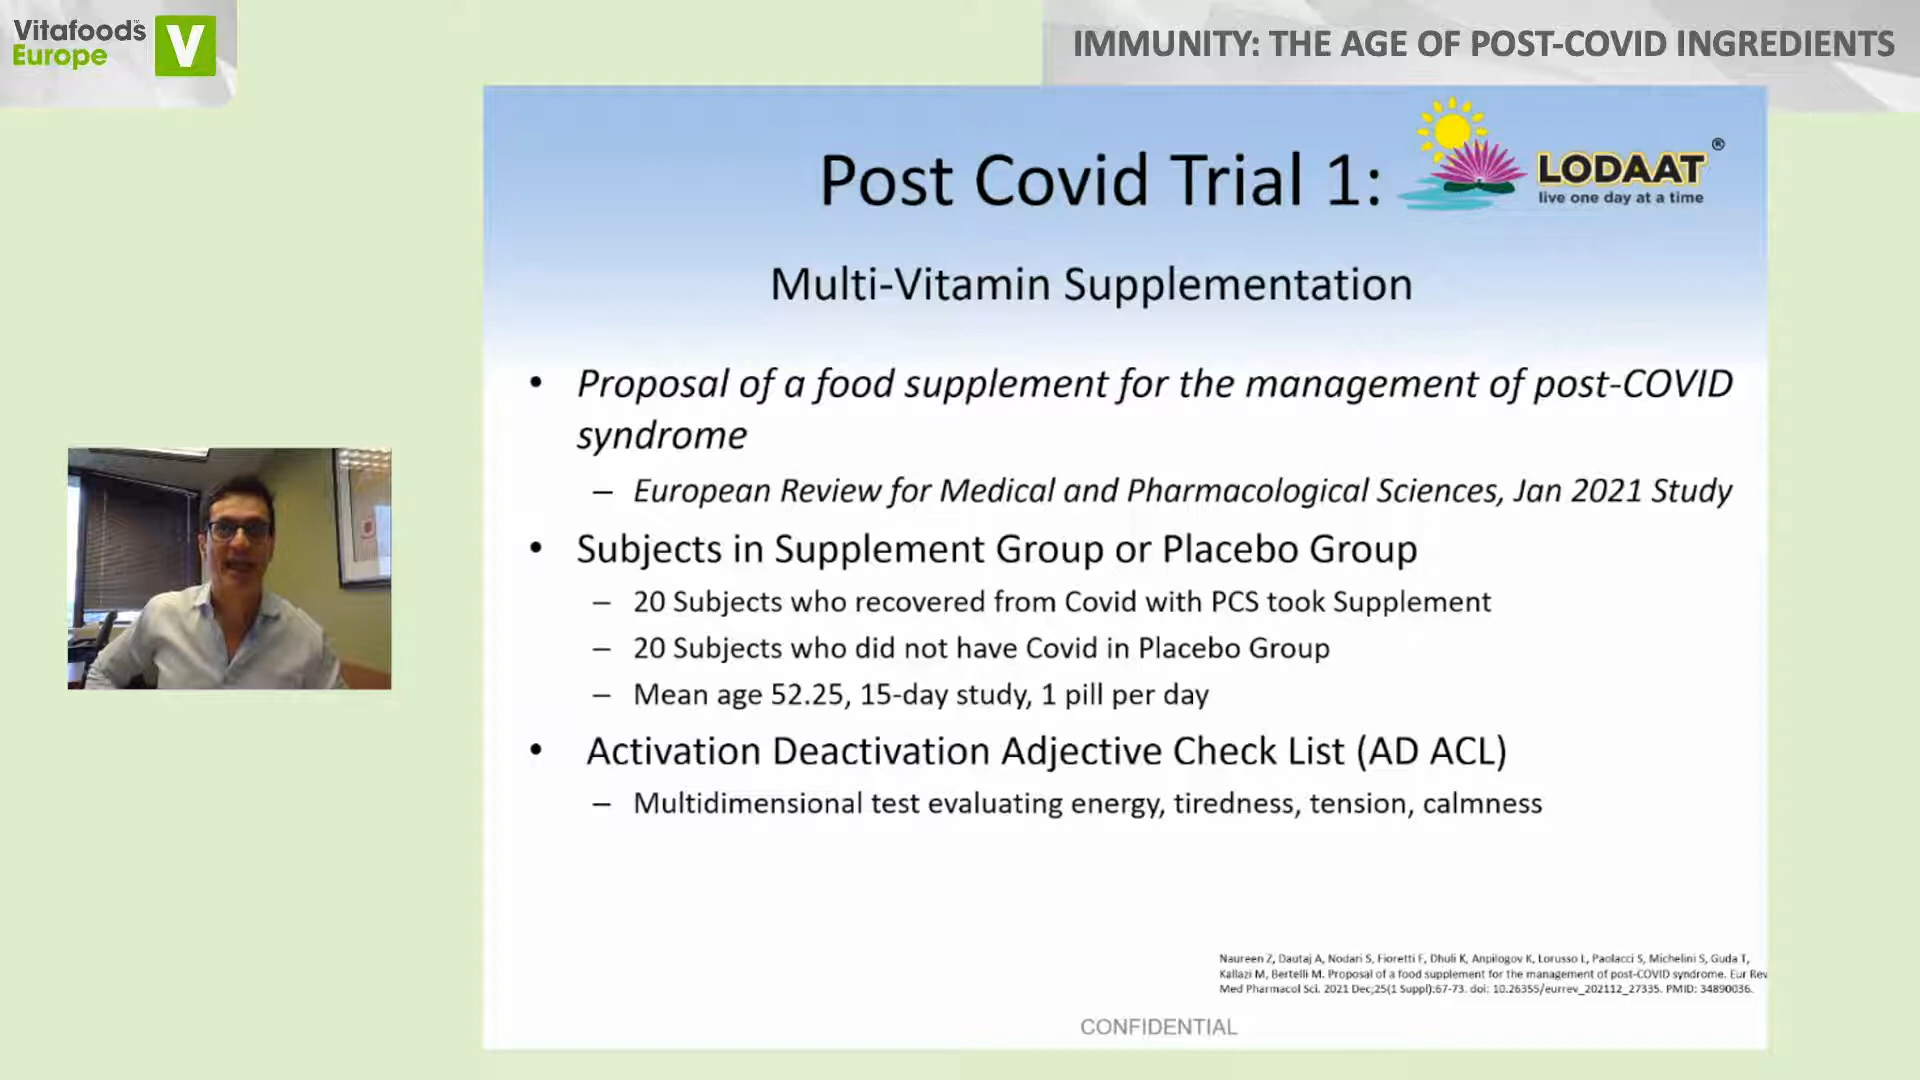 Vitafoods
Europe
V
IMMUNITY: THE AGE OF POST-COVID INGREDIENTS
Post Covid Trial 1:
LODAAT®
live one day at a time
Multi-Vitamin Supplementation
• Proposal of a food supplement for the management of post-COVID
syndrome
– European Review for Medical and Pharmacological Sciences, Jan 2021 Study
• Subjects in Supplement Group or Placebo Group
– 20 Subjects who recovered from Covid with PCS took Supplement
– 20 Subjects who did not have Covid in Placebo Group
– Mean age 52.25, 15-day study, 1 pill per day
• Activation Deactivation Adjective Check List (AD ACL)
– Multidimensional test evaluating energy, tiredness, tension, calmness
Naureen Z, Dautaj A, Nodari S, Fioretti F, Dhuli K, Anpilogov K, Lorusso L, Paolacci S, Michelini S, Guda T,
Kallazi M, Bertelli M. Proposal of a food supplement for the management of post-COVID syndrome. Eur Rev
Med Pharmacol Sci. 2021 Dec;25(1 Suppl):67-73. doi: 10.26355/eurrev_202112_27335. PMID: 34890036.
CONFIDENTIAL